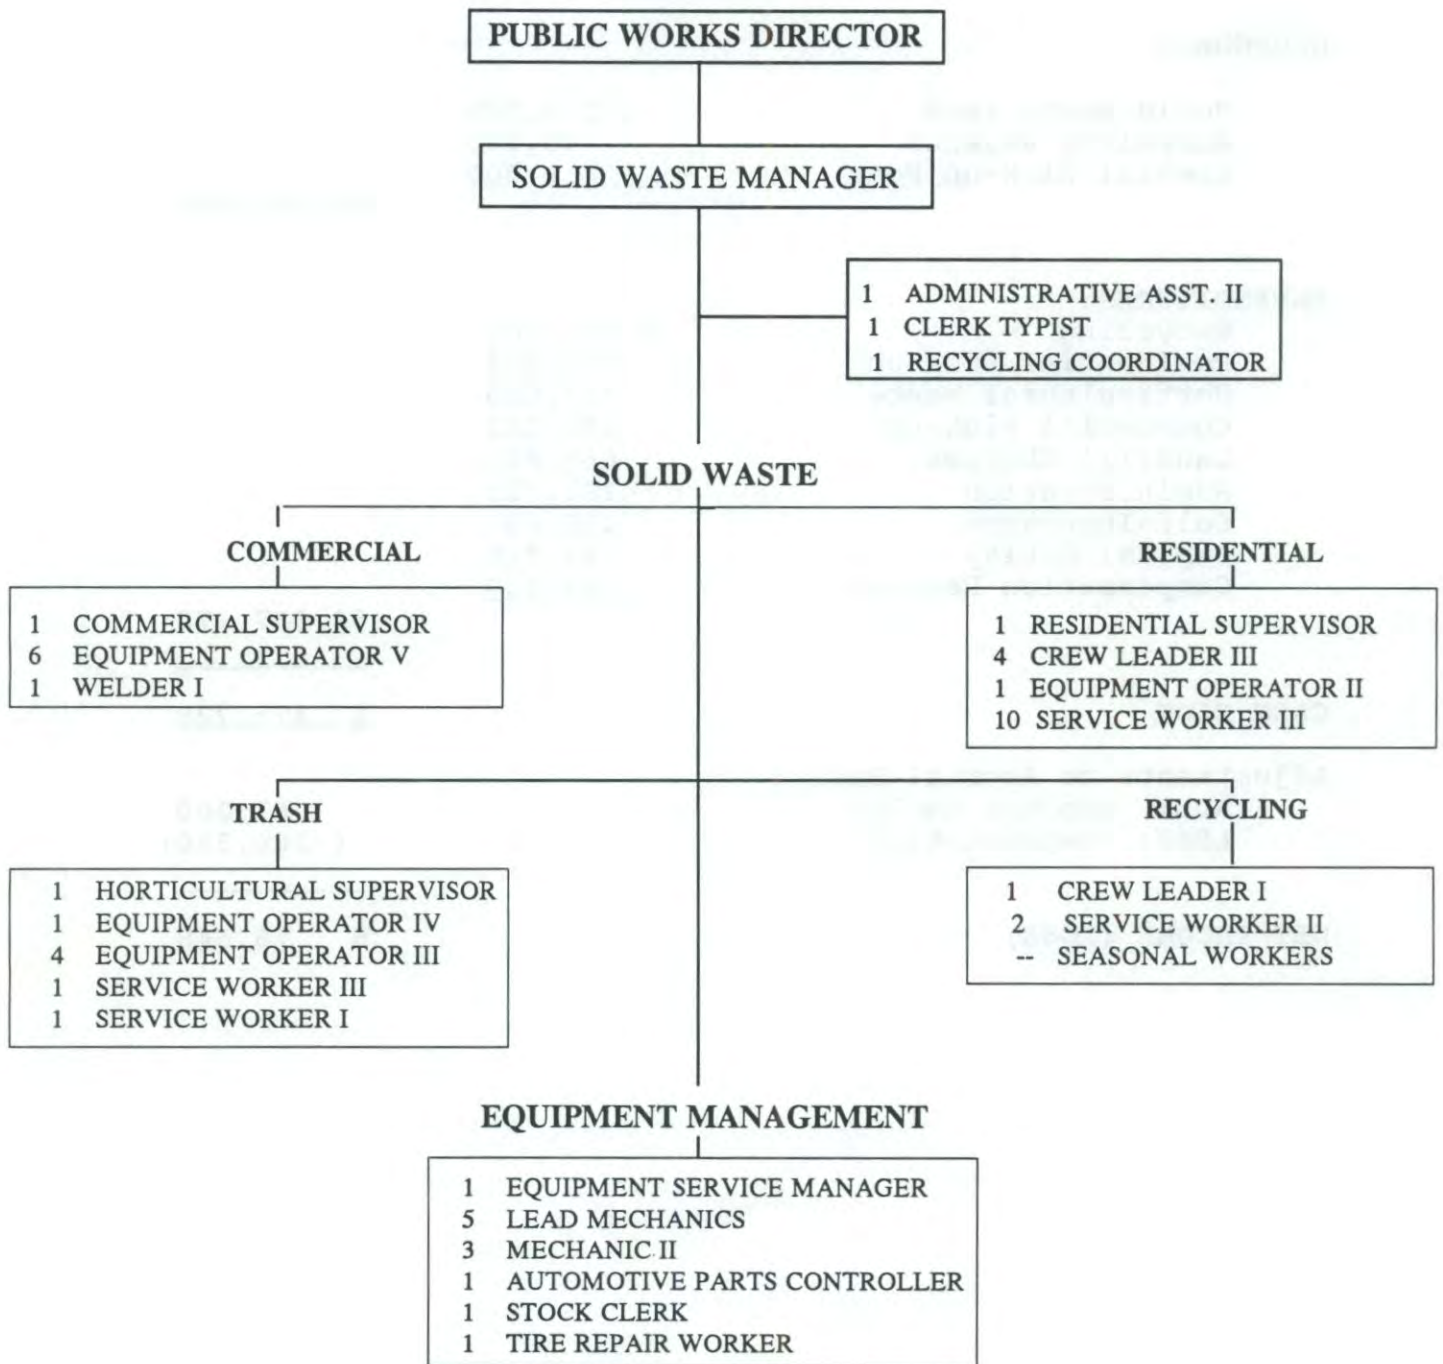 PUBLIC WORKS DIRECTOR
SOLID WASTE MANAGER
1 ADMINISTRATIVE ASST. II
1 CLERK TYPIST
1 RECYCLING COORDINATOR
SOLID WASTE
COMMERCIAL
1 COMMERCIAL SUPERVISOR
6 EQUIPMENT OPERATOR V
1 WELDER I
RESIDENTIAL
1 RESIDENTIAL SUPERVISOR
4 CREW LEADER III
1 EQUIPMENT OPERATOR II
10 SERVICE WORKER III
TRASH
1 HORTICULTURAL SUPERVISOR
1 EQUIPMENT OPERATOR IV
4 EQUIPMENT OPERATOR III
1 SERVICE WORKER III
1 SERVICE WORKER I
RECYCLING
1 CREW LEADER I
2 SERVICE WORKER II
-- SEASONAL WORKERS
EQUIPMENT MANAGEMENT
1 EQUIPMENT SERVICE MANAGER
5 LEAD MECHANICS
3 MECHANIC II
1 AUTOMOTIVE PARTS CONTROLLER
1 STOCK CLERK
1 TIRE REPAIR WORKER